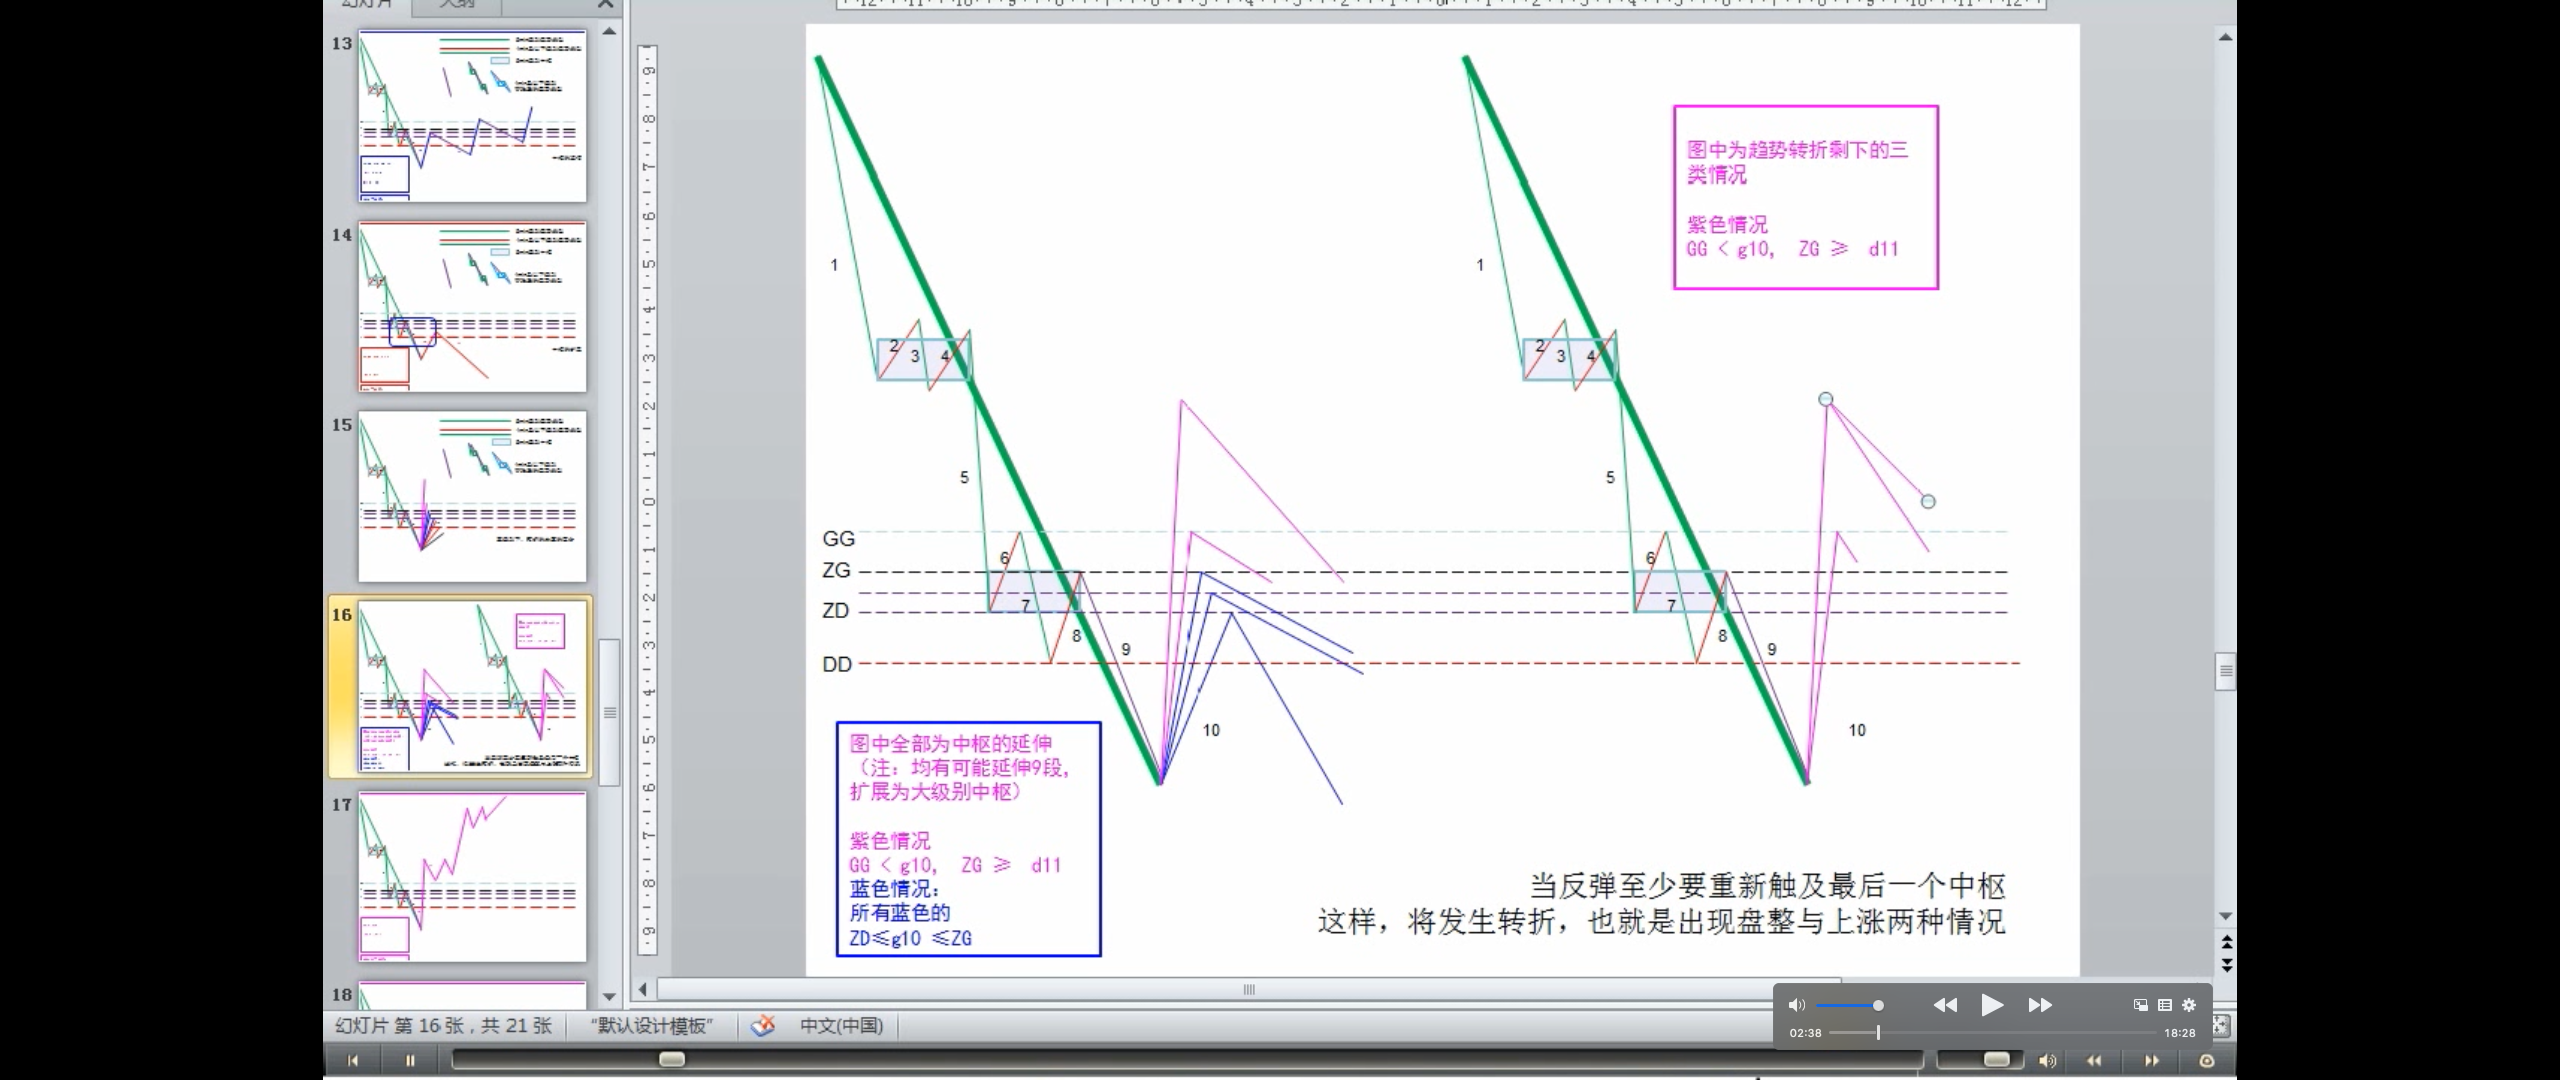 幻灯片
大纲
13
14
15
16
17
18
1
2
3
4
5
6
7
8
9
10
GG
ZG
ZD
DD
图中全部为中枢的延伸
（注：均有可能延伸9段，
扩展为大级别中枢）
紫色情况
GG < g10， ZG ≥ d11
蓝色情况：
所有蓝色的
ZD≤g10 ≤ZG
1
2
3
4
5
6
7
8
9
10
图中为趋势转折剩下的三
类情况
紫色情况
GG < g10， ZG ≥ d11
当反弹至少要重新触及最后一个中枢
这样，将发生转折，也就是出现盘整与上涨两种情况
幻灯片 第 16 张，共 21 张
“默认设计模板”
中文(中国)
02:38
18:28